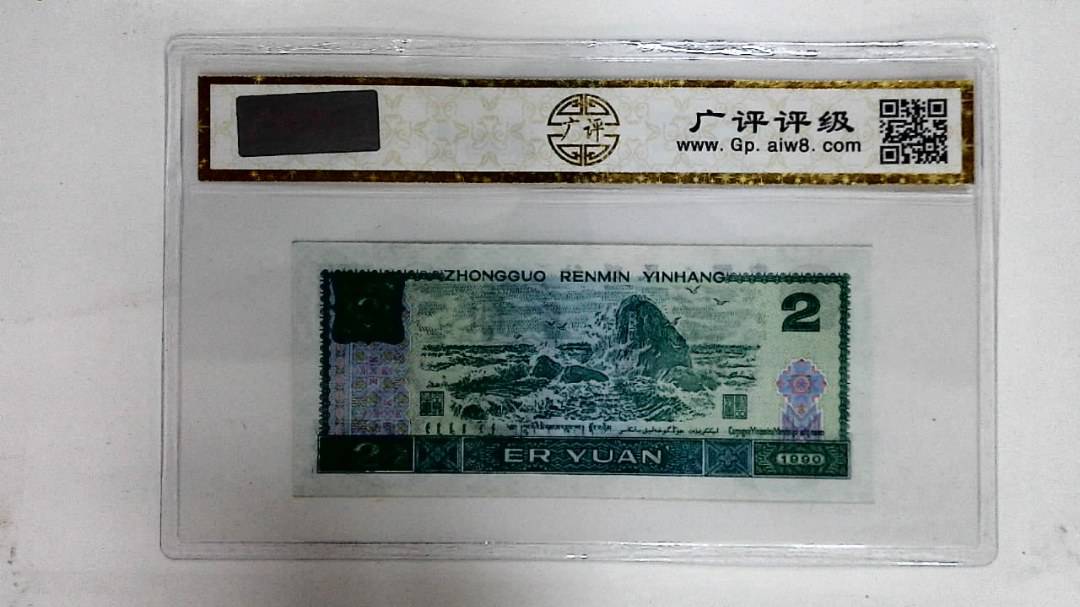 广评
广评评级
www. Gp. aiw8. com
ZHONGGUO RENMIN YINHANG
2
ER YUAN
1990